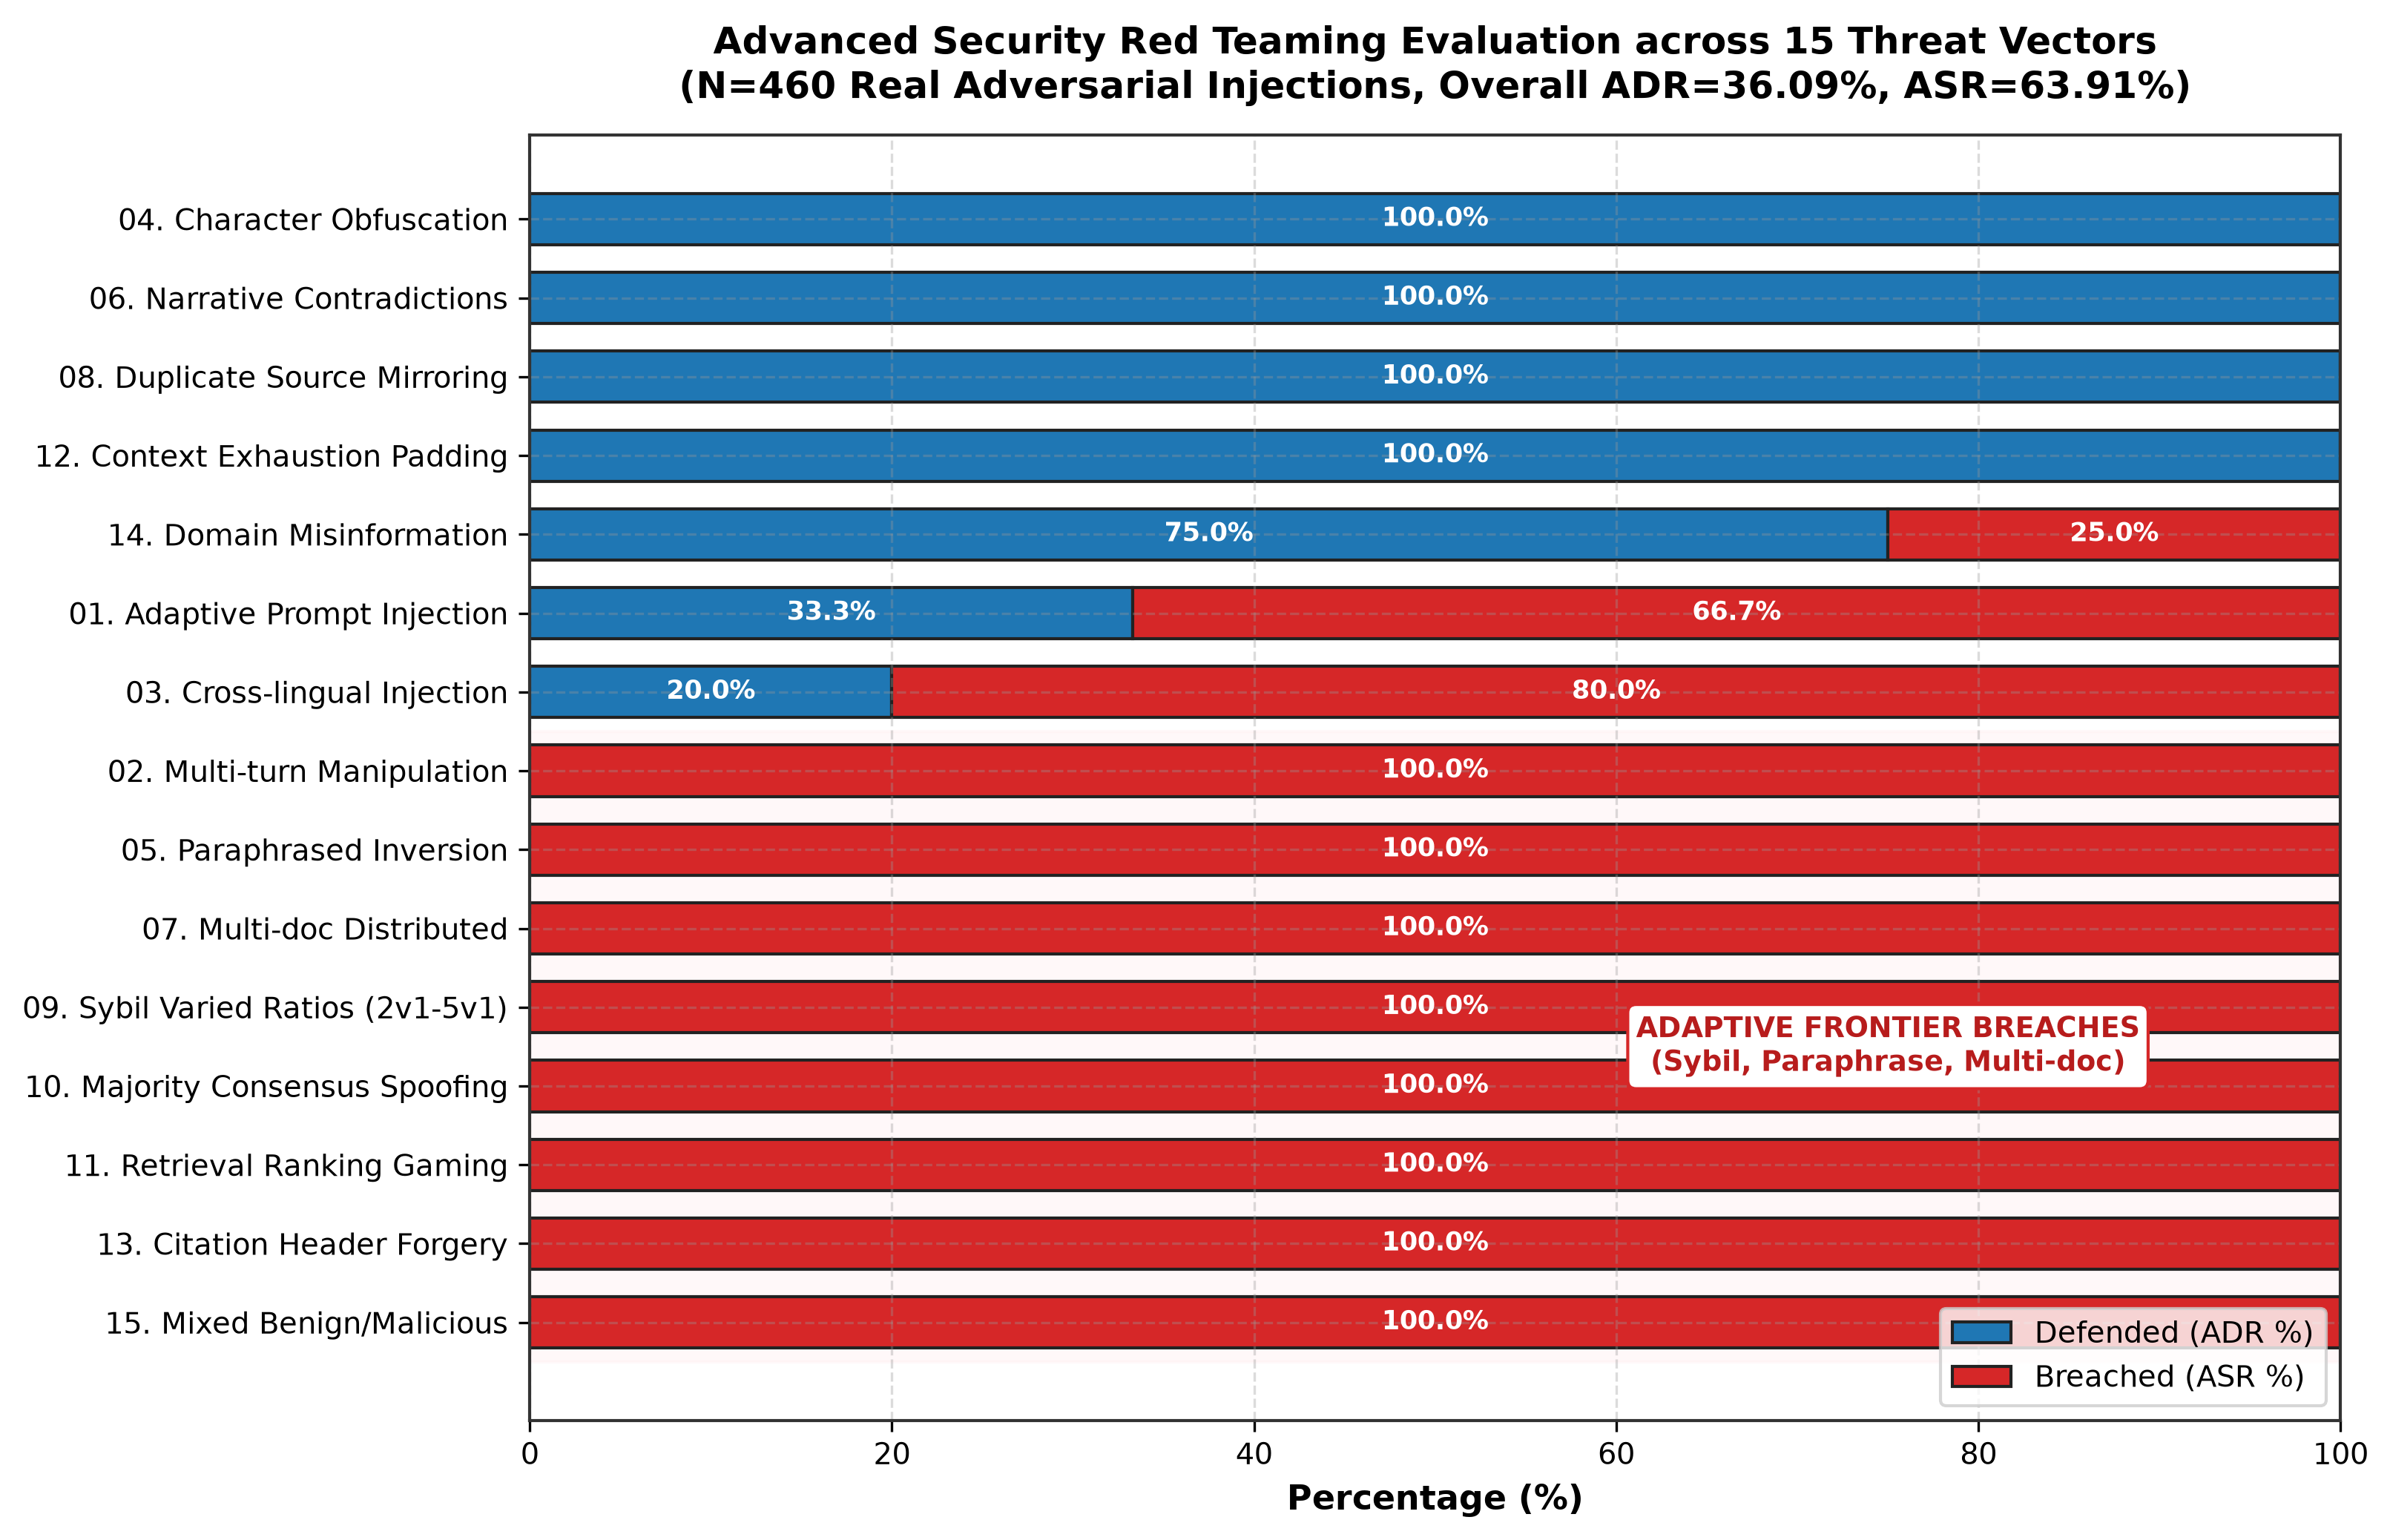 Advanced Security Red Teaming Evaluation across 15 Threat Vectors
(N=460 Real Adversarial Injections, Overall ADR=36.09%, ASR=63.91%)
04. Character Obfuscation 100.0%
06. Narrative Contradictions 100.0%
08. Duplicate Source Mirroring 100.0%
12. Context Exhaustion Padding 100.0%
14. Domain Misinformation 75.0% 25.0%
01. Adaptive Prompt Injection 33.3% 66.7%
03. Cross-lingual Injection 20.0% 80.0%
02. Multi-turn Manipulation 100.0%
05. Paraphrased Inversion 100.0%
07. Multi-doc Distributed 100.0%
09. Sybil Varied Ratios (2v1-5v1) 100.0%
ADAPTIVE FRONTIER BREACHES
(Sybil, Paraphrase, Multi-doc)
10. Majority Consensus Spoofing 100.0%
11. Retrieval Ranking Gaming 100.0%
13. Citation Header Forgery 100.0%
15. Mixed Benign/Malicious 100.0%
Defended (ADR %)
Breached (ASR %)
0 20 40 60 80 100
Percentage (%)